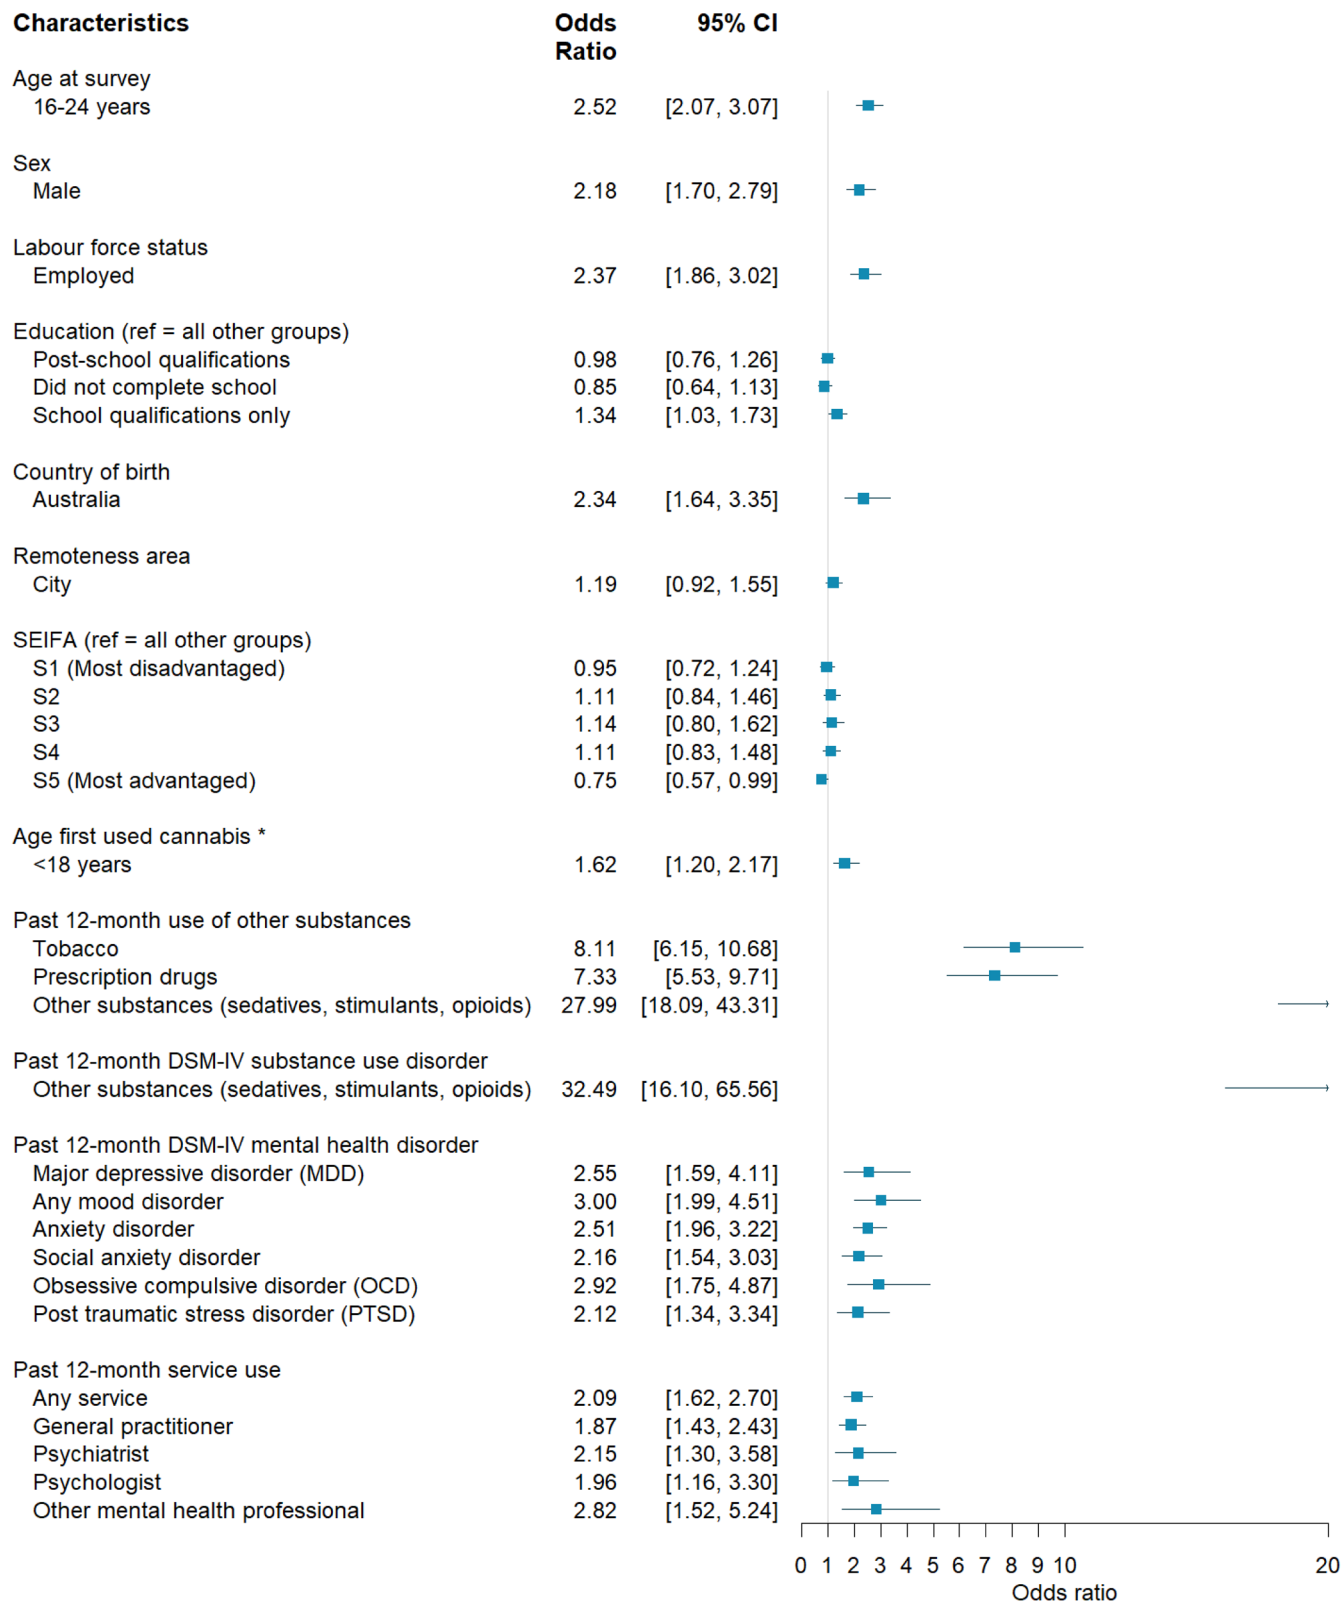 Characteristics Odds Ratio 95% CI
Age at survey
16-24 years 2.52 [2.07, 3.07]
Sex
Male 2.18 [1.70, 2.79]
Labour force status
Employed 2.37 [1.86, 3.02]
Education (ref = all other groups)
Post-school qualifications 0.98 [0.76, 1.26]
Did not complete school 0.85 [0.64, 1.13]
School qualifications only 1.34 [1.03, 1.73]
Country of birth
Australia 2.34 [1.64, 3.35]
Remoteness area
City 1.19 [0.92, 1.55]
SEIFA (ref = all other groups)
S1 (Most disadvantaged) 0.95 [0.72, 1.24]
S2 1.11 [0.84, 1.46]
S3 1.14 [0.80, 1.62]
S4 1.11 [0.83, 1.48]
S5 (Most advantaged) 0.75 [0.57, 0.99]
Age first used cannabis *
<18 years 1.62 [1.20, 2.17]
Past 12-month use of other substances
Tobacco 8.11 [6.15, 10.68]
Prescription drugs 7.33 [5.53, 9.71]
Other substances (sedatives, stimulants, opioids) 27.99 [18.09, 43.31]
Past 12-month DSM-IV substance use disorder
Other substances (sedatives, stimulants, opioids) 32.49 [16.10, 65.56]
Past 12-month DSM-IV mental health disorder
Major depressive disorder (MDD) 2.55 [1.59, 4.11]
Any mood disorder 3.00 [1.99, 4.51]
Anxiety disorder 2.51 [1.96, 3.22]
Social anxiety disorder 2.16 [1.54, 3.03]
Obsessive compulsive disorder (OCD) 2.92 [1.75, 4.87]
Post traumatic stress disorder (PTSD) 2.12 [1.34, 3.34]
Past 12-month service use
Any service 2.09 [1.62, 2.70]
General practitioner 1.87 [1.43, 2.43]
Psychiatrist 2.15 [1.30, 3.58]
Psychologist 1.96 [1.16, 3.30]
Other mental health professional 2.82 [1.52, 5.24]
0 1 2 3 4 5 6 7 8 9 10 20
Odds ratio